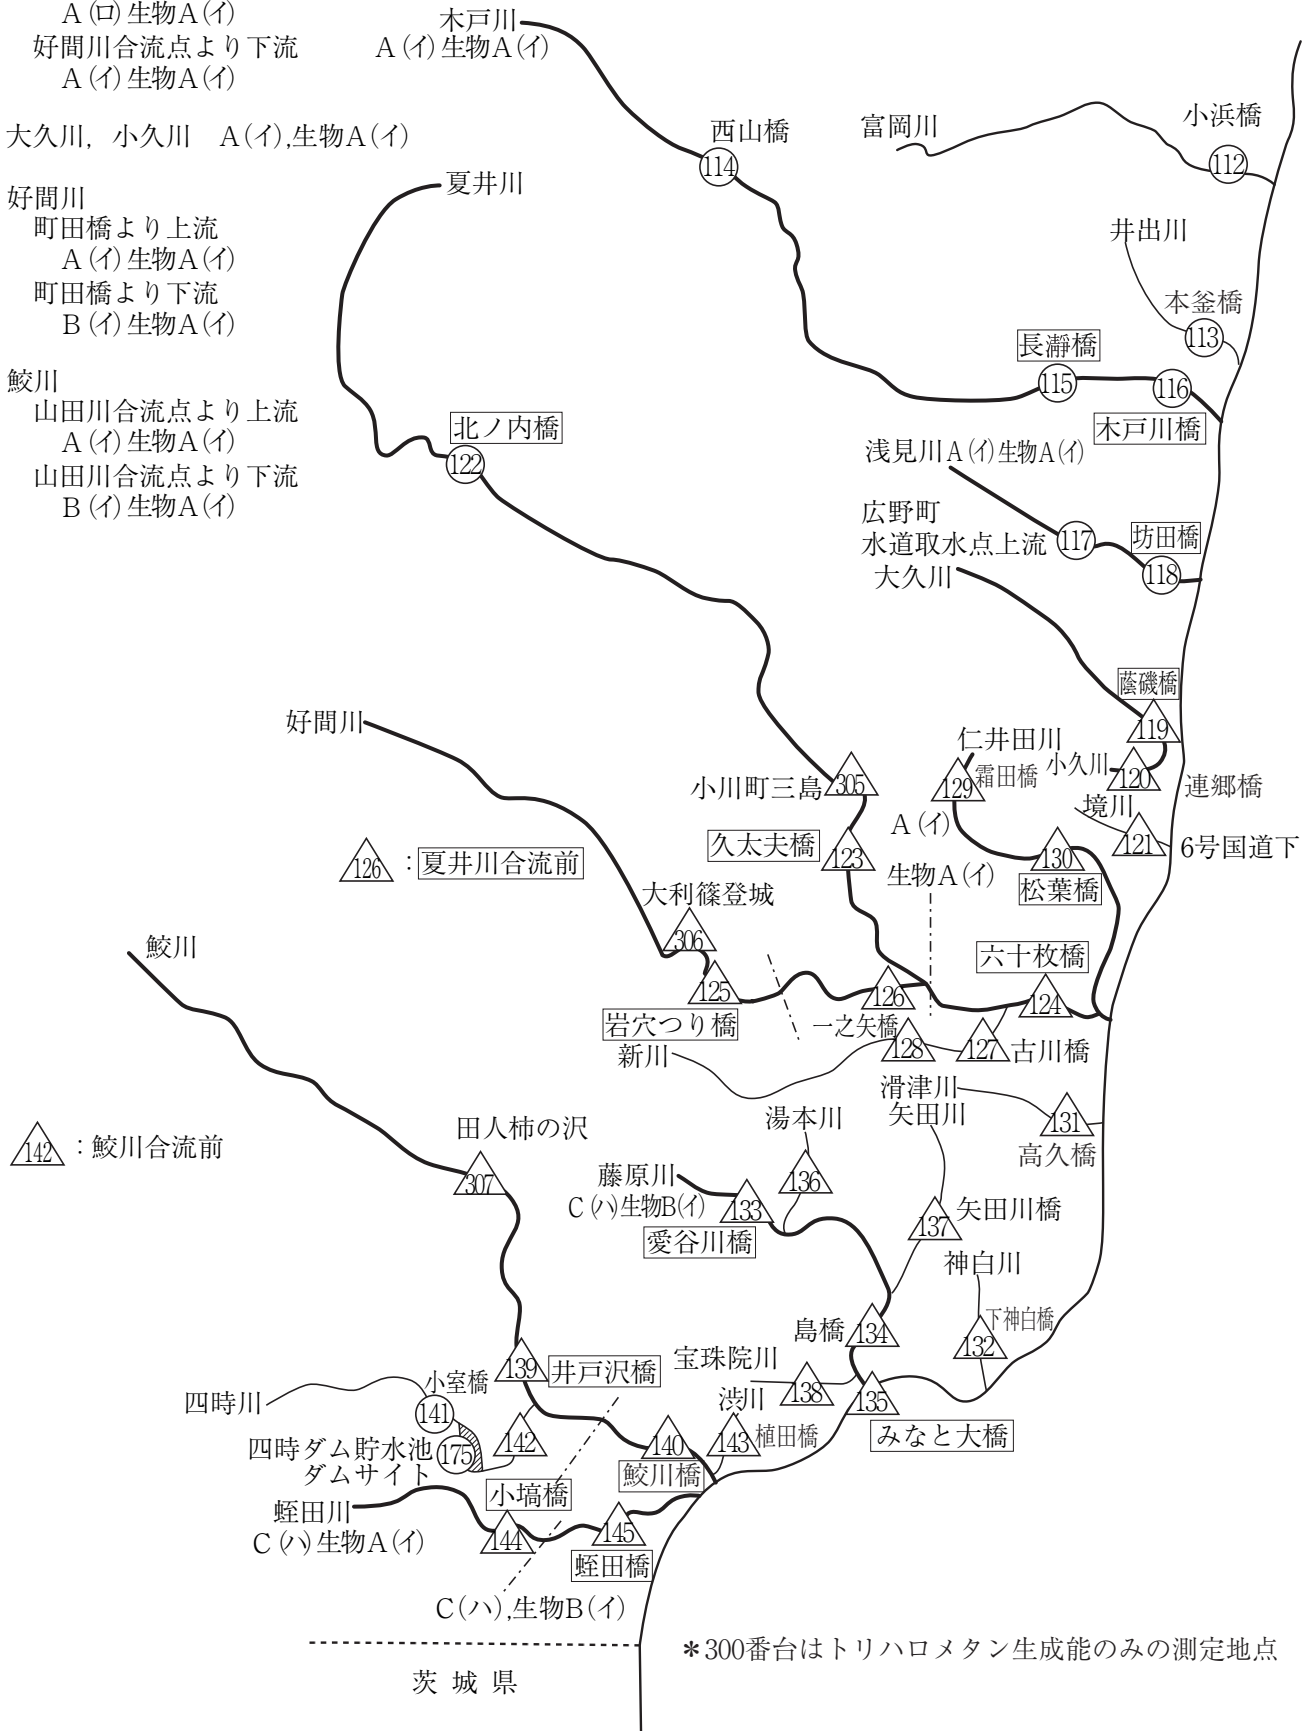 A(ロ)生物A(イ)
好間川合流点より下流
A(イ)生物A(イ)
大久川，小久川　A(イ),生物A(イ)
好間川
町田橋より上流
A(イ)生物A(イ)
町田橋より下流
B(イ)生物A(イ)
鮫川
山田川合流点より上流
A(イ)生物A(イ)
山田川合流点より下流
B(イ)生物A(イ)
木戸川
A(イ)生物A(イ)
西山橋
114
富岡川
小浜橋
112
夏井川
井出川
本釜橋
113
長瀞橋
115
116
木戸川橋
北ノ内橋
122
浅見川A(イ)生物A(イ)
広野町
水道取水点上流
117
坊田橋
118
大久川
蔭磯橋
119
好間川
仁井田川
霜田橋
129
小久川
120
連郷橋
小川町三島
305
境川
121
6号国道下
A(イ)
久太夫橋
123
130
松葉橋
126：夏井川合流前
生物A(イ)
大利篠登城
306
鮫川
六十枚橋
124
125
岩穴つり橋
126
一之矢橋
128
127
古川橋
新川
滑津川
131
高久橋
矢田川
湯本川
136
142：鮫川合流前
田人柿の沢
307
藤原川
C(ハ)生物B(イ)
133
愛谷川橋
矢田川橋
137
神白川
下神白橋
132
島橋
134
宝珠院川
138
135
みなと大橋
139
井戸沢橋
小室橋
141
四時川
渋川
143
植田橋
142
140
鮫川橋
四時ダム貯水池
ダムサイト
175
小塙橋
144
蛭田川
C(ハ)生物A(イ)
145
蛭田橋
C(ハ),生物B(イ)
＊300番台はトリハロメタン生成能のみの測定地点
茨城県